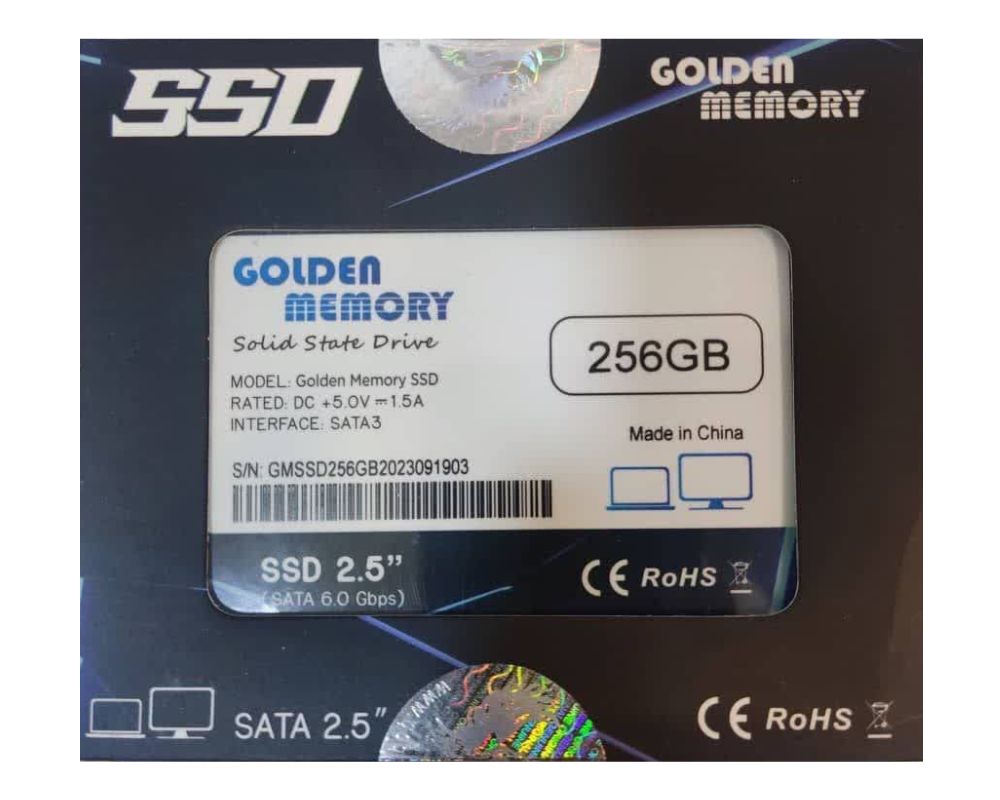 SSD
GOLDEN
MEMORY
GOLDEN
MEMORY
Solid State Drive
256GB
MODEL: Golden Memory SSD
RATED: DC +5.0V⎓1.5A
INTERFACE: SATA3
Made in China
S/N: GMSSD256GB2023091903
SSD 2.5”
(SATA 6.0 Gbps)
CE RoHS
SATA 2.5”
CE RoHS